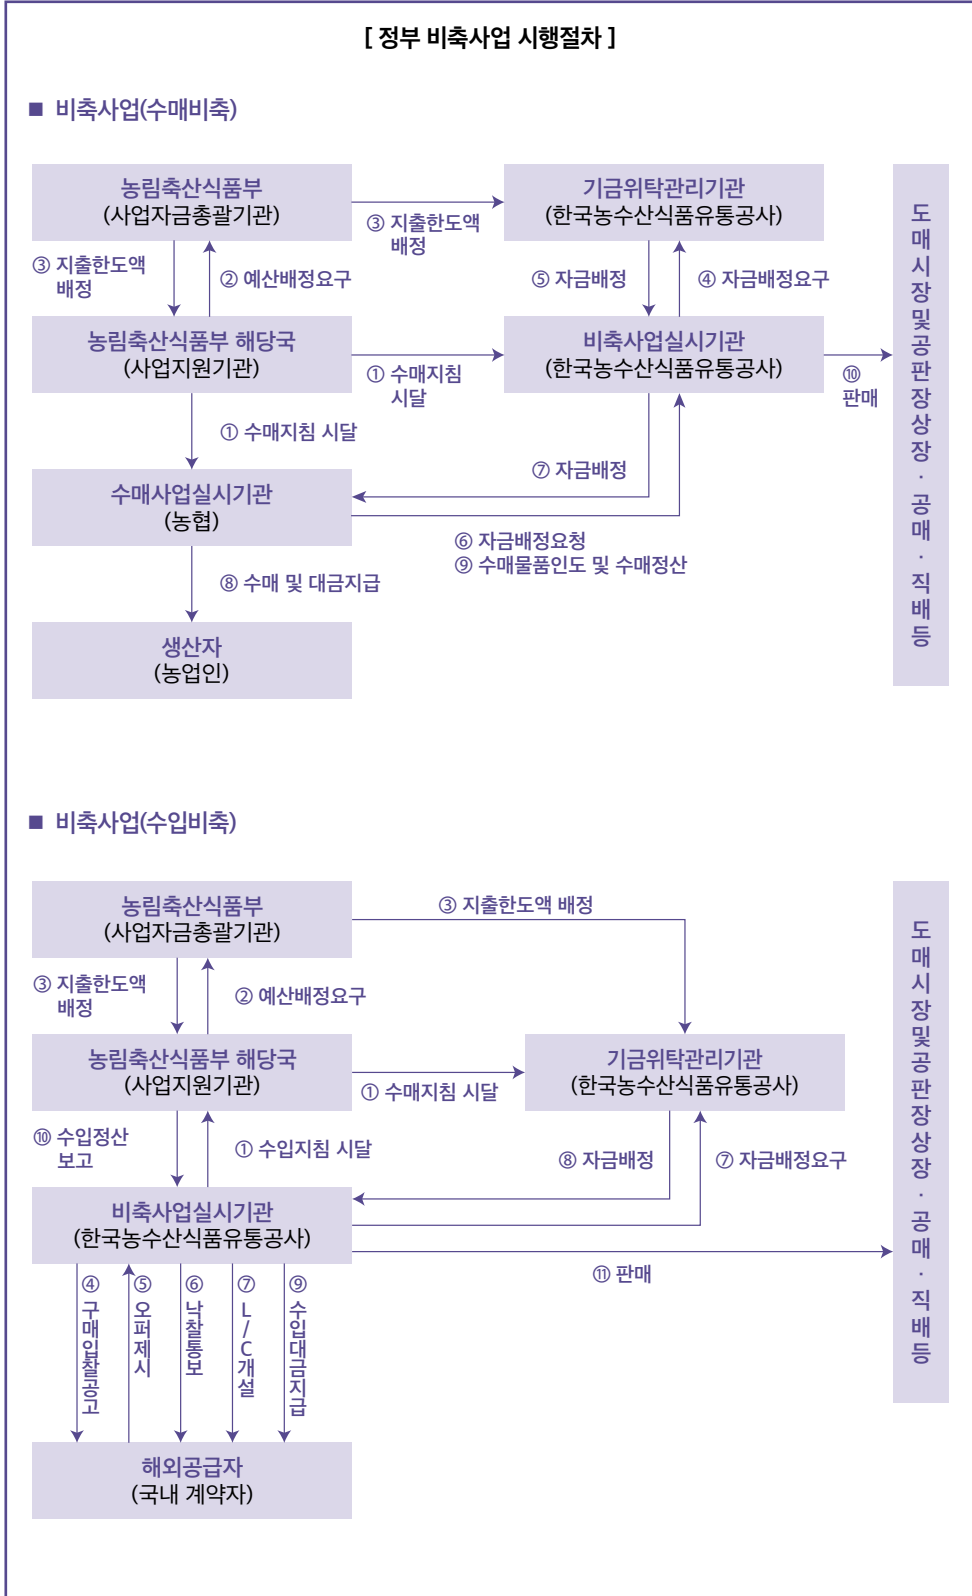 [ 정부 비축사업 시행절차 ]
■ 비축사업(수매비축)
농림축산식품부
(사업자금총괄기관)
③ 지출한도액
배정
기금위탁관리기관
(한국농수산식품유통공사)
③ 지출한도액
배정
② 예산배정요구
⑤ 자금배정
④ 자금배정요구
농림축산식품부 해당국
(사업지원기관)
① 수매지침
시달
비축사업실시기관
(한국농수산식품유통공사)
⑩
판매
도매시장및공판장상장·공매·직배등
① 수매지침 시달
수매사업실시기관
(농협)
⑦ 자금배정
⑥ 자금배정요청
⑨ 수매물품인도 및 수매정산
⑧ 수매 및 대금지급
생산자
(농업인)
■ 비축사업(수입비축)
농림축산식품부
(사업자금총괄기관)
③ 지출한도액 배정
③ 지출한도액
배정
② 예산배정요구
농림축산식품부 해당국
(사업지원기관)
① 수매지침 시달
기금위탁관리기관
(한국농수산식품유통공사)
⑩ 수입정산
보고
① 수입지침 시달
⑧ 자금배정
⑦ 자금배정요구
비축사업실시기관
(한국농수산식품유통공사)
⑪ 판매
도매시장및공판장상장·공매·직배등
④ 구매입찰공고
⑤ 오퍼제시
⑥ 낙찰통보
⑦ L/C개설
⑨ 수입대금지급
해외공급자
(국내 계약자)